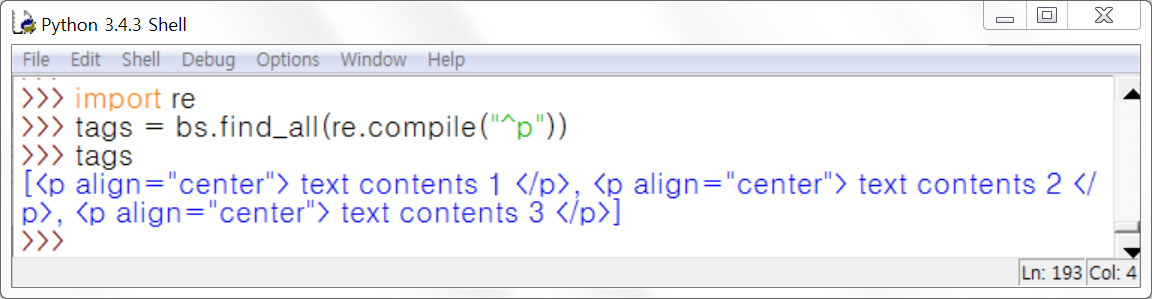 Python 3.4.3 Shell
File Edit Shell Debug Options Window Help
>>> import re
>>> tags = bs.find_all(re.compile("^p"))
>>> tags
[<p align="center"> text contents 1 </p>, <p align="center"> text contents 2 </
p>, <p align="center"> text contents 3 </p>]
>>>
Ln: 193 Col: 4